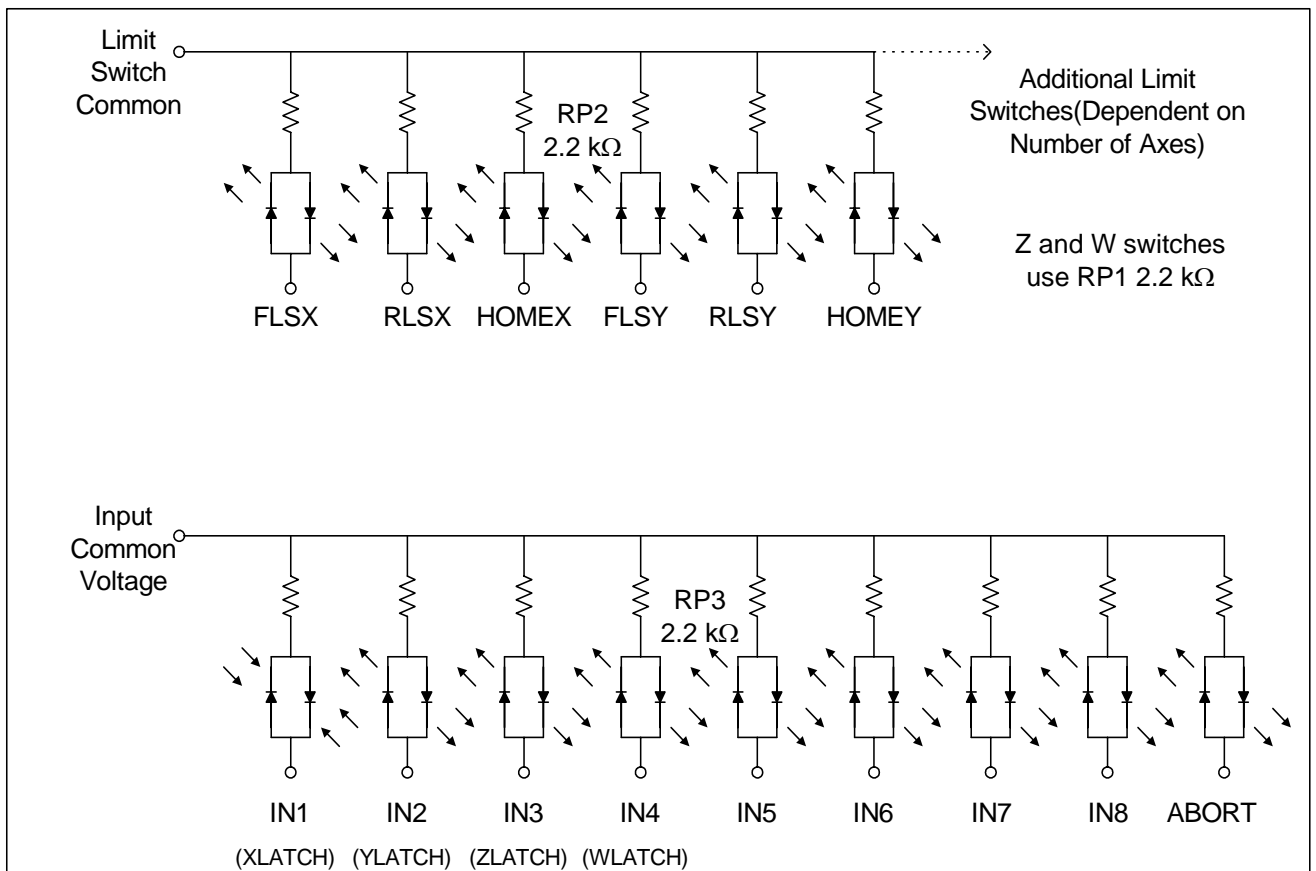 Limit
Switch
Common
RP2
2.2 kΩ
Additional Limit
Switches(Dependent on
Number of Axes)
Z and W switches
use RP1 2.2 kΩ
FLSX RLSX HOMEX FLSY RLSY HOMEY
Input
Common
Voltage
RP3
2.2 kΩ
IN1 IN2 IN3 IN4 IN5 IN6 IN7 IN8 ABORT
(XLATCH) (YLATCH) (ZLATCH) (WLATCH)